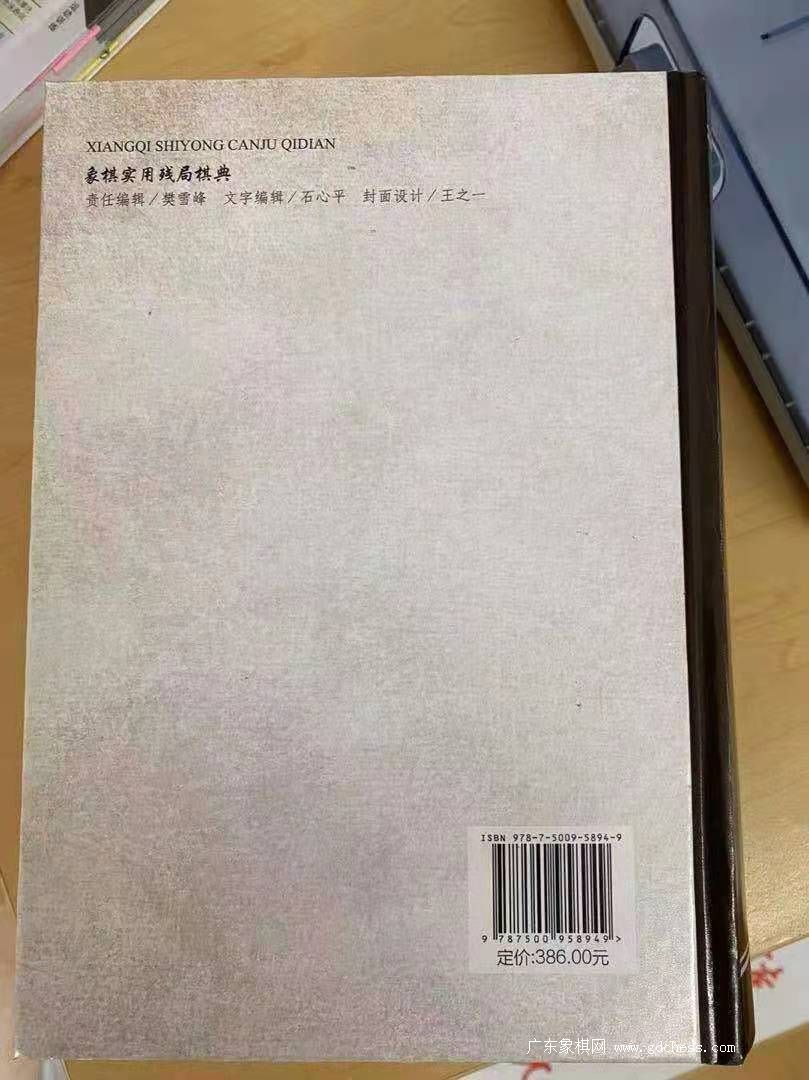 XIANGQI SHIYONG CANJU QIDIAN
象棋实用残局棋典
责任编辑/樊雪峰 文字编辑/石心平 封面设计/王之一
ISBN 978-7-5009-5894-9
9 787500 958949 >
定价:386.00元
广东象棋网 www.gdchess.com